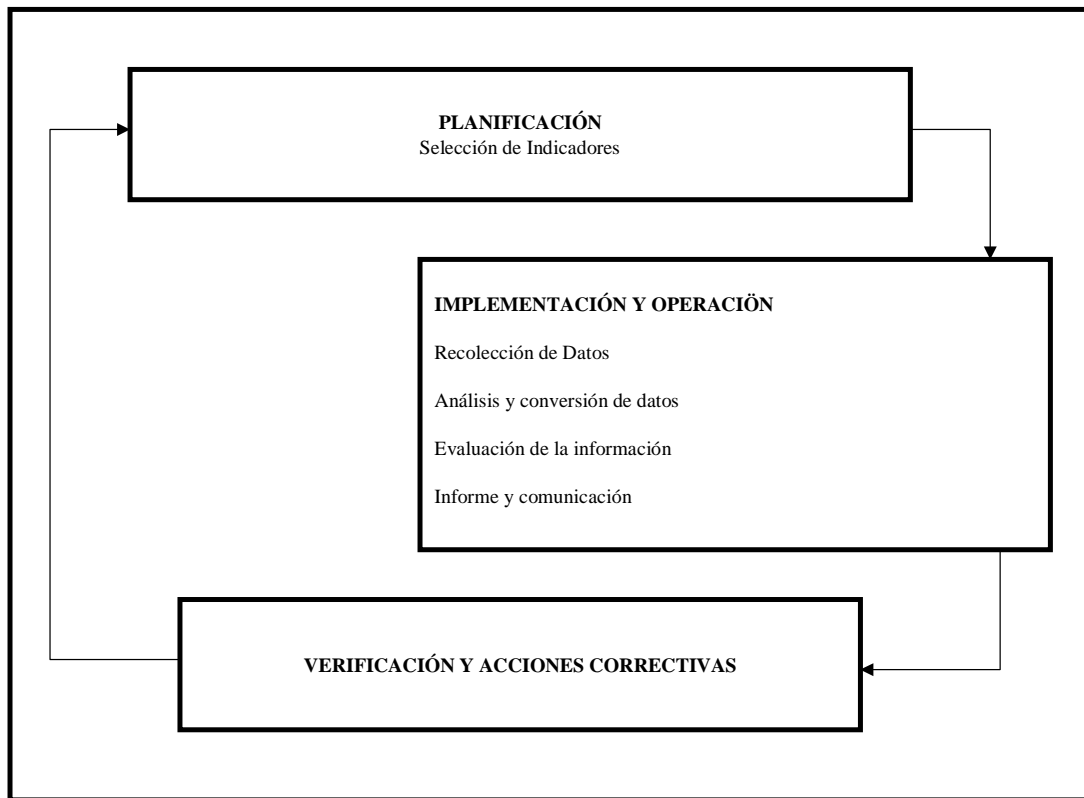 PLANIFICACIÓN
Selección de Indicadores
IMPLEMENTACIÓN Y OPERACIÖN
Recolección de Datos
Análisis y conversión de datos
Evaluación de la información
Informe y comunicación
VERIFICACIÓN Y ACCIONES CORRECTIVAS